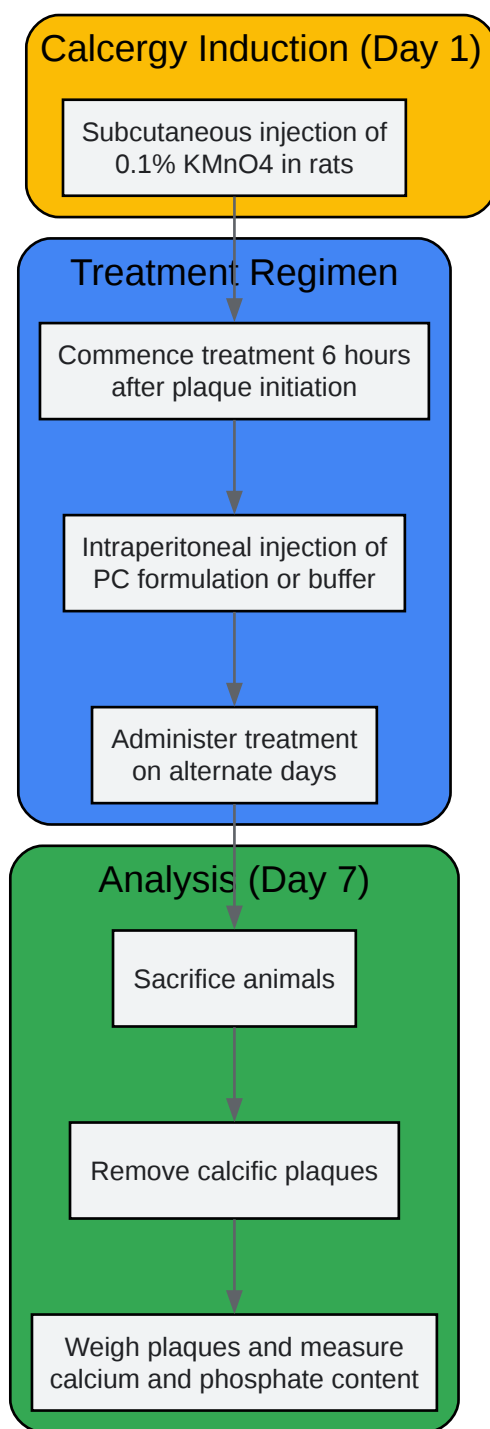 Calcergy Induction (Day 1)
Subcutaneous injection of
0.1% KMnO4 in rats
Treatment Regimen
Commence treatment 6 hours
after plaque initiation
Intraperitoneal injection of
PC formulation or buffer
Administer treatment
on alternate days
Analysis (Day 7)
Sacrifice animals
Remove calcific plaques
Weigh plaques and measure
calcium and phosphate content